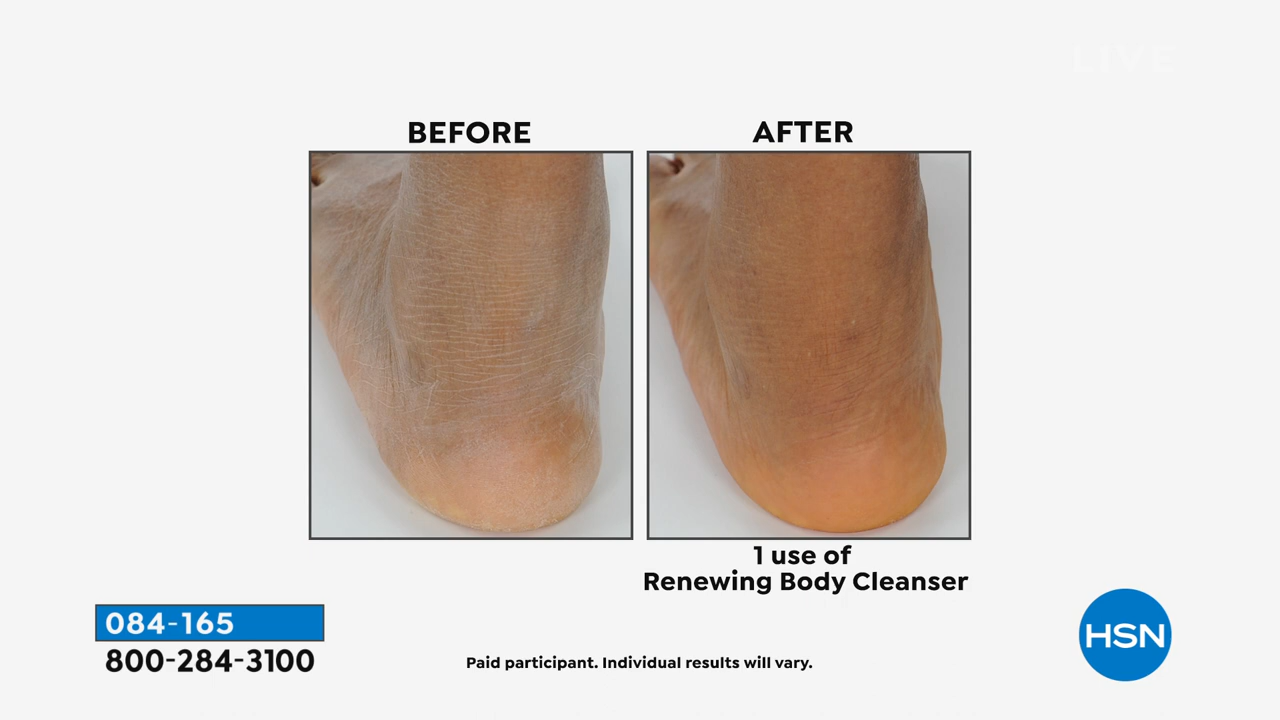 LIVE
BEFORE
AFTER
1 use of
Renewing Body Cleanser
084-165
800-284-3100
Paid participant. Individual results will vary.
HSN